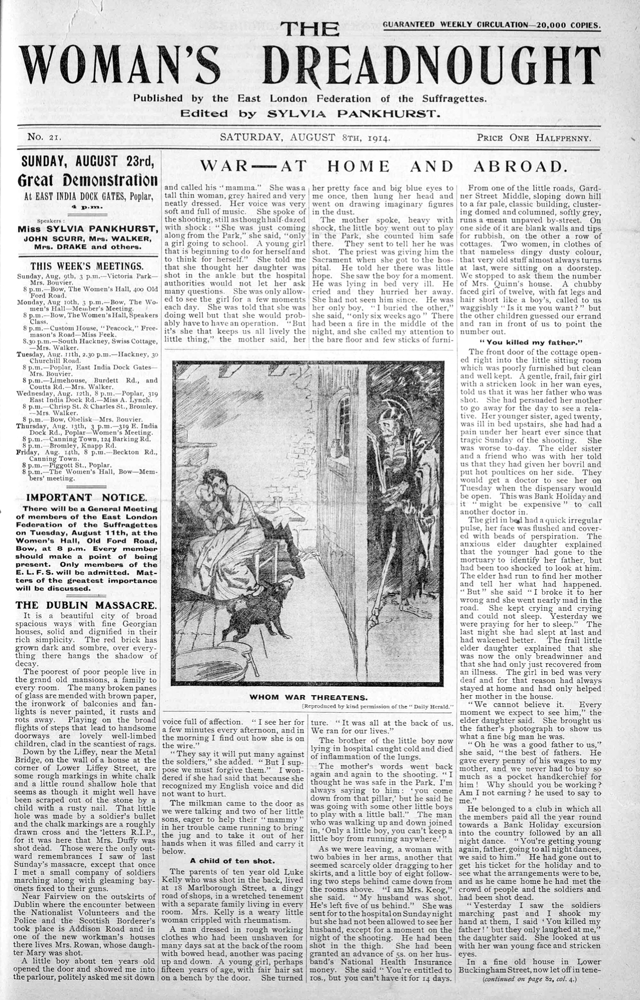 GUARANTEED WEEKLY CIRCULATION—20,000 COPIES.
THE
WOMAN'S DREADNOUGHT
Published by the East London Federation of the Suffragettes.
Edited by SYLVIA PANKHURST.
No. 21.
SATURDAY, AUGUST 8TH, 1914.
PRICE ONE HALFPENNY.
SUNDAY, AUGUST 23rd,
Great Demonstration
At EAST INDIA DOCK GATES, Poplar,
4 p.m.
Speakers:
Miss SYLVIA PANKHURST,
JOHN SCURR, Mrs. WALKER,
Mrs. DRAKE and others.
THIS WEEK'S MEETINGS.
Sunday, Aug, 9th, 3 p.m.—Victoria Park—
Mrs. Bouvier.
8 p.m.—Bow, The Women's Hall, 400 Old
Ford Road.
Monday, Aug 10th, 3 p.m.—Bow, The Wo-
men's Hall—Member's Meeting.
8 p.m.—Bow, The Women's Hall, Speakers
Class.
8 p.m.—Custom House, "Peacock," Free-
mason's Road—Miss Feek.
8.30 p.m.—South Hackney, Swiss Cottage,
—Mrs. Walker.
Tuesday, Aug. 11th, 2.30 p.m.—Hackney, 30
Churchill Road.
8 p.m.—Poplar, East India Dock Gates—
Mrs. Bouvier.
8 p.m.—Limehouse, Burdett Rd., and
Coutts Rd.—Mrs. Walker.
Wednesday, Aug. 12th, 8 p.m.—Poplar, 319
East India Dock Rd.—Miss A. Lynch.
8 p.m.—Chrisp St. & Charles St., Bromley.
—Mrs. Walker.
8 p.m.—Bow, Obelisk—Mrs. Bouvier.
Thursday, Aug. 13th, 3 p.m.—319 E. India
Dock Rd., Poplar—Women's Meeting.
8 p.m.—Canning Town, 124 Barking Rd.
8 p.m.—Bromley, Knapp Rd.
Friday, Aug. 14th, 8 p.m.—Beckton Rd.,
Canning Town.
8 p.m.—Piggott St., Poplar.
8 p.m.—The Women's Hall, Bow—Mem-
bers' meeting.
IMPORTANT NOTICE.
There will be a General Meeting
of members of the East London
Federation of the Suffragettes
on Tuesday, August 11th, at the
Women's Hall, Old Ford Road,
Bow, at 8 p.m. Every member
should make a point of being
present. Only members of the
E. L. F. S. will be admitted. Mat-
ters of the greatest importance
will be discussed.
THE DUBLIN MASSACRE.
It is a beautiful city of broad
spacious ways with fine Georgian
houses, solid and dignified in their
rich simplicity. The red brick has
grown dark and sombre, over every-
thing there hangs the shadow of
decay.
The poorest of poor people live in
the grand old mansions, a family to
every room. The many broken panes
of glass are mended with brown paper,
the ironwork of balconies and fan-
lights is never painted, it rusts and
rots away. Playing on the broad
flights of steps that lead to handsome
doorways are lovely well-limbed
children, clad in the scantiest of rags.
Down by the Liffey, near the Metal
Bridge, on the wall of a house at the
corner of Lower Liffey Street, are
some rough markings in white chalk
and a little round shallow hole that
seems as though it might well have
been scraped out of the stone by a
child with a rusty nail. That little
hole was made by a soldier's bullet
and the chalk markings are a roughly
drawn cross and the letters R.I.P.,
for it was here that Mrs. Duffy was
shot dead. Those were the only out-
ward remembrances I saw of last
Sunday's massacre, except that once
I met a small company of soldiers
marching along with gleaming bay-
onets fixed to their guns.
Near Fairview on the outskirts of
Dublin where the encounter between
the Nationalist Volunteers and the
Police and the Scottish Borderer's
took place is Addison Road and in
one of the new workman's houses
there lives Mrs. Rowan, whose daugh-
ter Mary was shot.
A little boy about ten years old
opened the door and showed me into
the parlour, politely asked me sit down
WAR—AT HOME AND ABROAD.
and called his "mamma." She was a
tall thin woman, grey haired and very
neatly dressed. Her voice was very
soft and full of music. She spoke of
the shooting, still as though half-dazed
with shock: "She was just coming
along from the Park," she said, "only
a girl going to school. A young girl
that is beginning to do for herself and
to think for herself." She told me
that she thought her daughter was
shot in the ankle but the hospital
authorities would not let her ask
many questions. She was only allow-
ed to see the girl for a few moments
each day. She was told that she was
doing well but that she would prob-
ably have to have an operation. "But
it's she that keeps us all lively the
little thing," the mother said, her
her pretty face and big blue eyes to
me once, then hung her head and
went on drawing imaginary figures
in the dust.
The mother spoke, heavy with
shock, the little boy went out to play
in the Park, she counted him safe
there. They sent to tell her he was
shot. The priest was giving him the
Sacrament when she got to the hos-
pital. He told her there was little
hope. She saw the boy for a moment.
He was lying in bed very ill. He
cried and they hurried her away.
She had not seen him since. He was
her only boy. "I buried the other,"
she said, "only six weeks ago" There
had been a fire in the middle of the
night, and she called my attention to
the bare floor and few sticks of furni-
WHOM WAR THREATENS.
[Reproduced by kind permission of the "Daily Herald."
voice full of affection. "I see her for
a few minutes every afternoon, and in
the morning I find out how she is on
the wire."
"They say it will put many against
the soldiers," she added. "But I sup-
pose we must forgive them." I won-
dered if she had said that because she
recognized my English voice and did
not want to hurt.
The milkman came to the door as
we were talking and two of her little
sons, eager to help their "mammy"
in her trouble came running to bring
the jug and to take it out of her
hands when it was filled and carry it
below.
A child of ten shot.
The parents of ten year old Luke
Kelly who was shot in the back, lived
at 18 Marlborough Street, a dingy
road of shops, in a wretched tenement
with a separate family living in every
room. Mrs. Kelly is a weary little
woman crippled with rheumatism.
A man dressed in rough working
clothes who had been unshaven for
many days sat at the back of the room
with bowed head, another was pacing
up and down. A young girl, perhaps
fifteen years of age, with fair hair sat
on a bench by the door. She turned
ture. "It was all at the back of us.
We ran for our lives."
The brother of the little boy now
lying in hospital caught cold and died
of inflammation of the lungs.
The mother's words went back
again and again to the shooting. "I
thought he was safe in the Park. I'm
always saying to him: 'you come
down from that pillar,' but he said he
was going with some other little boys
to play with a little ball." The man
who was walking up and down joined
in, 'Only a little boy, you can't keep a
little boy from running anywhere.'"
As we were leaving, a woman with
two babies in her arms, another that
seemed scarcely older dragging to her
skirts, and a little boy of eight follow-
ing two steps behind came down from
the rooms above. "I am Mrs. Keog,"
she said. "My husband was shot.
He's left five of us behind." She was
sent for to the hospital on Sunday night
but she had not been allowed to see her
husband, except for a moment on the
night of the shooting. He had been
shot in the thigh. She had been
granted an advance of 5s. on her hus-
band's National Health Insurance
money. She said "You're entitled to
10s., but you can't have it for 14 days.
From one of the little roads, Gard-
ner Street Middle, sloping down hill
to a far pale, classic building, cluster-
ing domed and columned, softly grey,
runs a mean unpaved by-street. On
one side of it are blank walls and tips
for rubbish, on the other a row of
cottages. Two women, in clothes of
that nameless dingy dusty colour,
that very old stuff almost always turns
at last, were sitting on a doorstep.
We stopped to ask them the number
of Mrs. Quinn's house. A chubby
faced girl of twelve, with fat legs and
hair short like a boy's, called to us
waggishly "Is it me you want?" but
the other children guessed our errand
and ran in front of us to point the
number out.
"You killed my father."
The front door of the cottage open-
ed right into the little sitting room
which was poorly furnished but clean
and well kept. A gentle, frail, fair girl
with a stricken look in her wan eyes,
told us that it was her father who was
shot. She had persuaded her mother
to go away for the day to see a rela-
tive. Her younger sister, aged twenty,
was ill in bed upstairs, she had had a
pain under her heart ever since that
tragic Sunday of the shooting. She
was worse to-day. The elder sister
and a friend who was with her told
us that they had given her bovril and
put hot poultices on her side. They
would get a doctor to see her on
Tuesday when the dispensary would
be open. This was Bank Holiday and
it "might be expensive" to call
another doctor in.
The girl in bed had a quick irregular
pulse, her face was flushed and cover-
ed with beads of perspiration. The
anxious elder daughter explained
that the younger had gone to the
mortuary to identify her father, but
had been too shocked to look at him.
The elder had run to find her mother
and tell her what had happened.
"But" she said "I broke it to her
wrong and she went nearly mad in the
road. She kept crying and crying
and could not sleep. Yesterday we
were praying for her to sleep." The
last night she had slept at last and
had wakened better. The frail little
elder daughter explained that she
was now the only breadwinner and
that she had only just recovered from
an illness. The girl in bed was very
deaf and for that reason had always
stayed at home and had only helped
her mother in the house.
"We cannot believe it. Every
moment we expect to see him," the
elder daughter said. She brought us
the father's photograph to show us
what a fine big man he was.
"Oh he was a good father to us,"
she said, "the best of fathers. He
gave every penny of his wages to my
mother, and we never had to buy so
much as a pocket handkerchief for
him! Why should you be working?
Am I not earning? he used to say to
me."
He belonged to a club in which all
the members paid all the year round
towards a Bank Holiday excursion
into the country followed by an all
night dance. "You're getting young
again, father, going to all night dances,
we said to him." He had gone out to
get his ticket for the holiday and to
see what the arrangements were to be,
and as he came home he had met the
crowd of people and the soldiers and
had been shot dead.
"Yesterday I saw the soldiers
marching past and I shook my
hand at them, I said 'You killed my
father!' but they only laughed at me,"
the daughter said. She looked at us
with her wan young face and stricken
eyes.
In a fine old house in Lower
Buckingham Street, now let off in tene-
(continued on page 82, col. 4.)